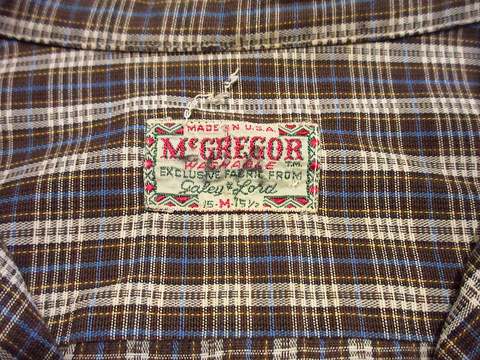 MADE IN U.S.A.
McGREGOR
WASHABLE T.M.
EXCLUSIVE FABRIC FROM
Galey & Lord
15-M-15½